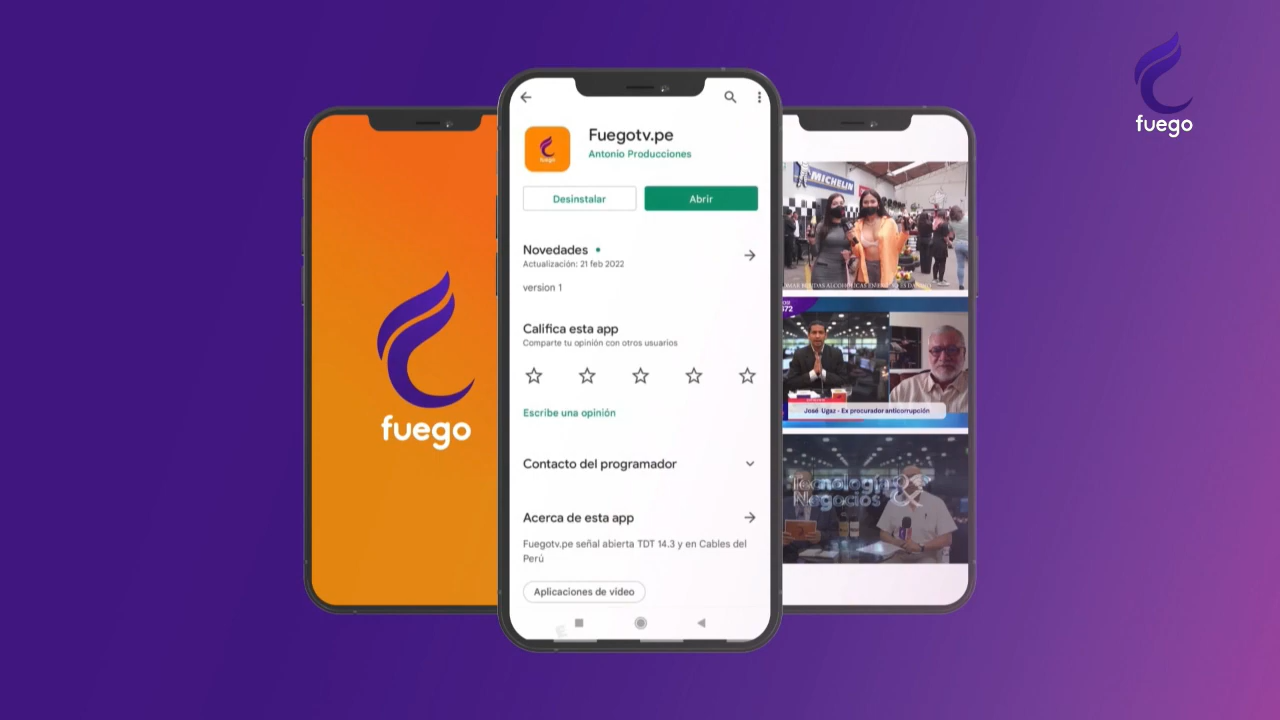 fuego
fuego
Fuegotv.pe
Antonio Producciones
fuego
Desinstalar
Abrir
Novedades
Actualización: 21 feb 2022
version 1
Califica esta app
Comparte tu opinión con otros usuarios
Escribe una opinión
Contacto del programador
Acerca de esta app
Fuegotv.pe señal abierta TDT 14.3 y en Cables del
Perú
Aplicaciones de vídeo
MICHELIN
José Ugaz - Ex procurador anticorrupción
Tecnología &
Negocios